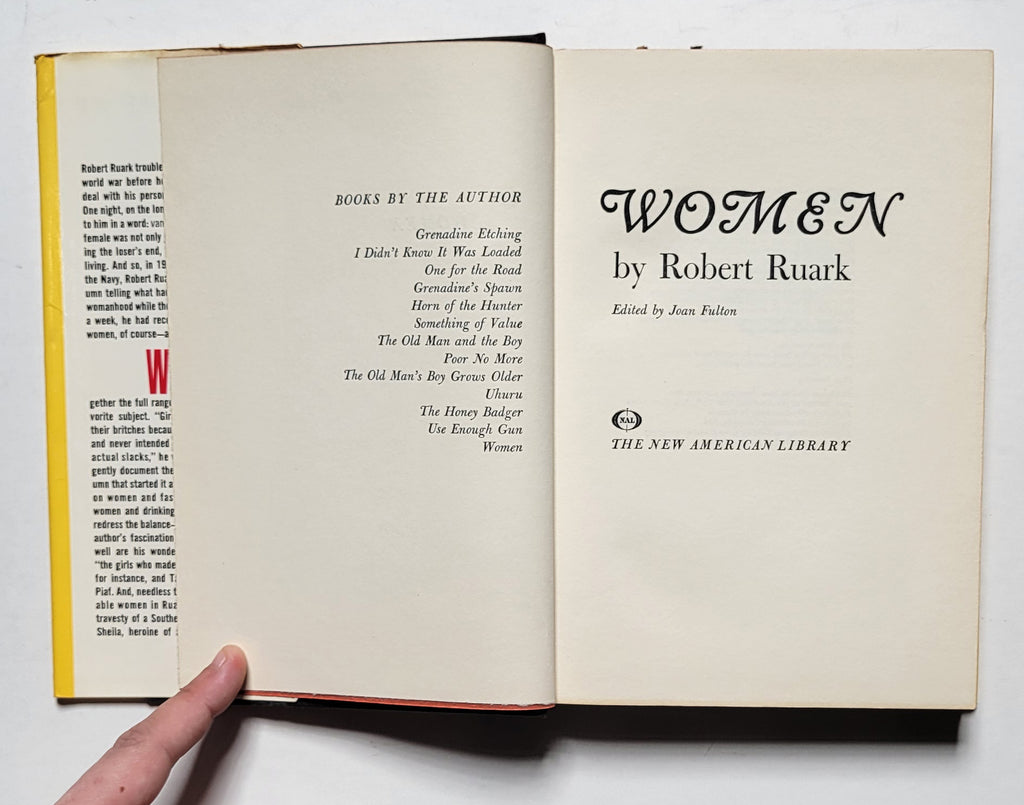 Robert Ruark trouble
world war before h
deal with his perso
One night, on the lon
to him in a word: van
female was not only
ing the loser's end,
living. And so, in 19
the Navy, Robert Rua
umn telling what ha
womanhood while th
a week, he had rec
women, of course—a
W
gether the full rang
vorite subject. "Gir
their britches becau
and never intended
actual slacks," he
gently document the
umn that started it a
on women and fas
women and drinking
redress the balance—
author's fascination
well are his wonde
"the girls who made
for instance, and T
Piaf. And, needless t
able women in Rua
travesty of a Southe
Sheila, heroine of
BOOKS BY THE AUTHOR
Grenadine Etching
I Didn't Know It Was Loaded
One for the Road
Grenadine's Spawn
Horn of the Hunter
Something of Value
The Old Man and the Boy
Poor No More
The Old Man's Boy Grows Older
Uhuru
The Honey Badger
Use Enough Gun
Women
WOMEN
by Robert Ruark
Edited by Joan Fulton
NAL
THE NEW AMERICAN LIBRARY